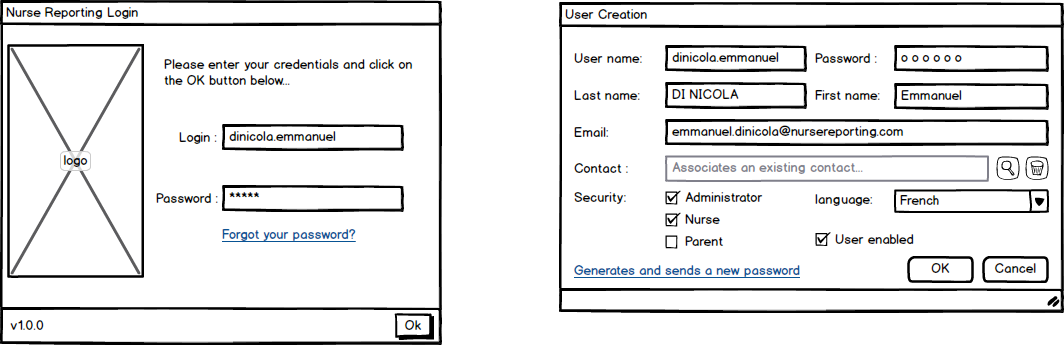 Nurse Reporting Login
Please enter your credentials and click on
the OK button below...
logo
Login : dinicola.emmanuel
Password : *****
Forgot your password?
v1.0.0
Ok
User Creation
User name: dinicola.emmanuel Password : o o o o o o
Last name: DI NICOLA First name: Emmanuel
Email: emmanuel.dinicola@nursereporting.com
Contact : Associates an existing contact...
Security: Administrator language: French
Nurse
Parent User enabled
Generates and sends a new password OK Cancel